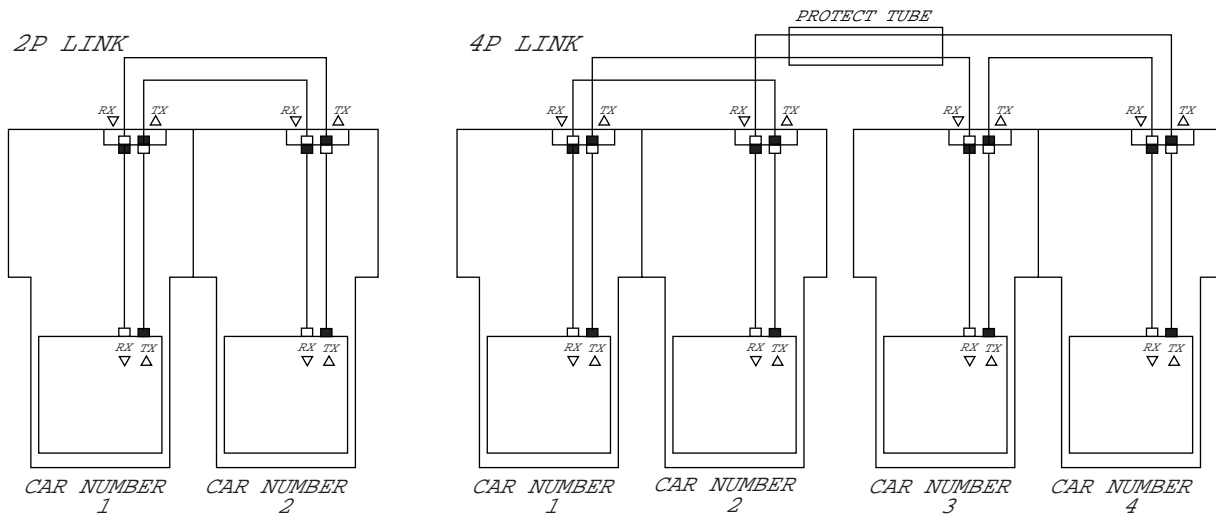 PROTECT TUBE
2P LINK
4P LINK
RX TX RX TX
RX TX RX TX RX TX RX TX
RX TX RX TX
RX TX RX TX RX TX RX TX
CAR NUMBER
1
CAR NUMBER
2
CAR NUMBER
1
CAR NUMBER
2
CAR NUMBER
3
CAR NUMBER
4